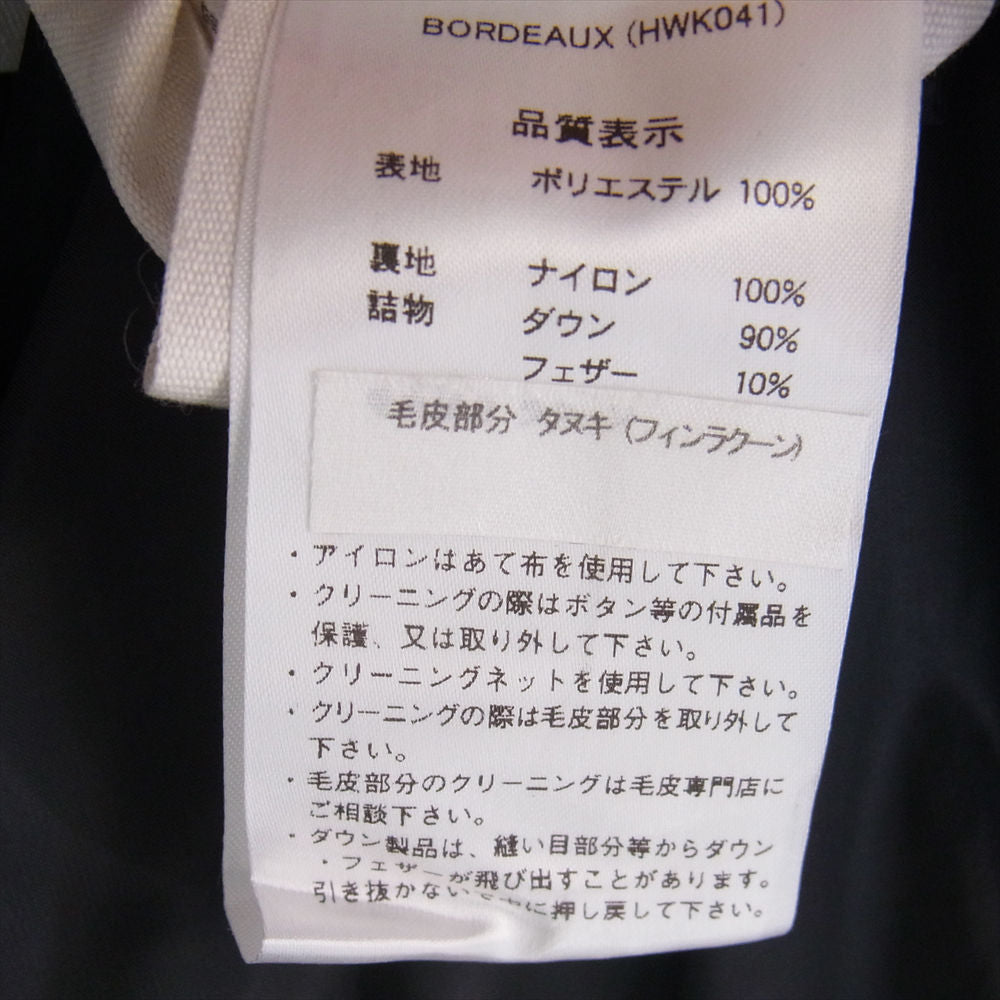 BORDEAUX (HWK041)
品質表示
表地 ポリエステル 100%
裏地 ナイロン 100%
詰物 ダウン 90%
フェザー 10%
毛皮部分 タヌキ (フィンラクーン)
・アイロンはあて布を使用して下さい。
・クリーニングの際はボタン等の付属品を
保護、又は取り外して下さい。
・クリーニングネットを使用して下さい。
・クリーニングの際は毛皮部分を取り外して
下さい。
・毛皮部分のクリーニングは毛皮専門店に
ご相談下さい。
・ダウン製品は、縫い目部分等からダウン
・フェザーが飛び出すことがあります。
引き抜かない に押し戻して下さい。